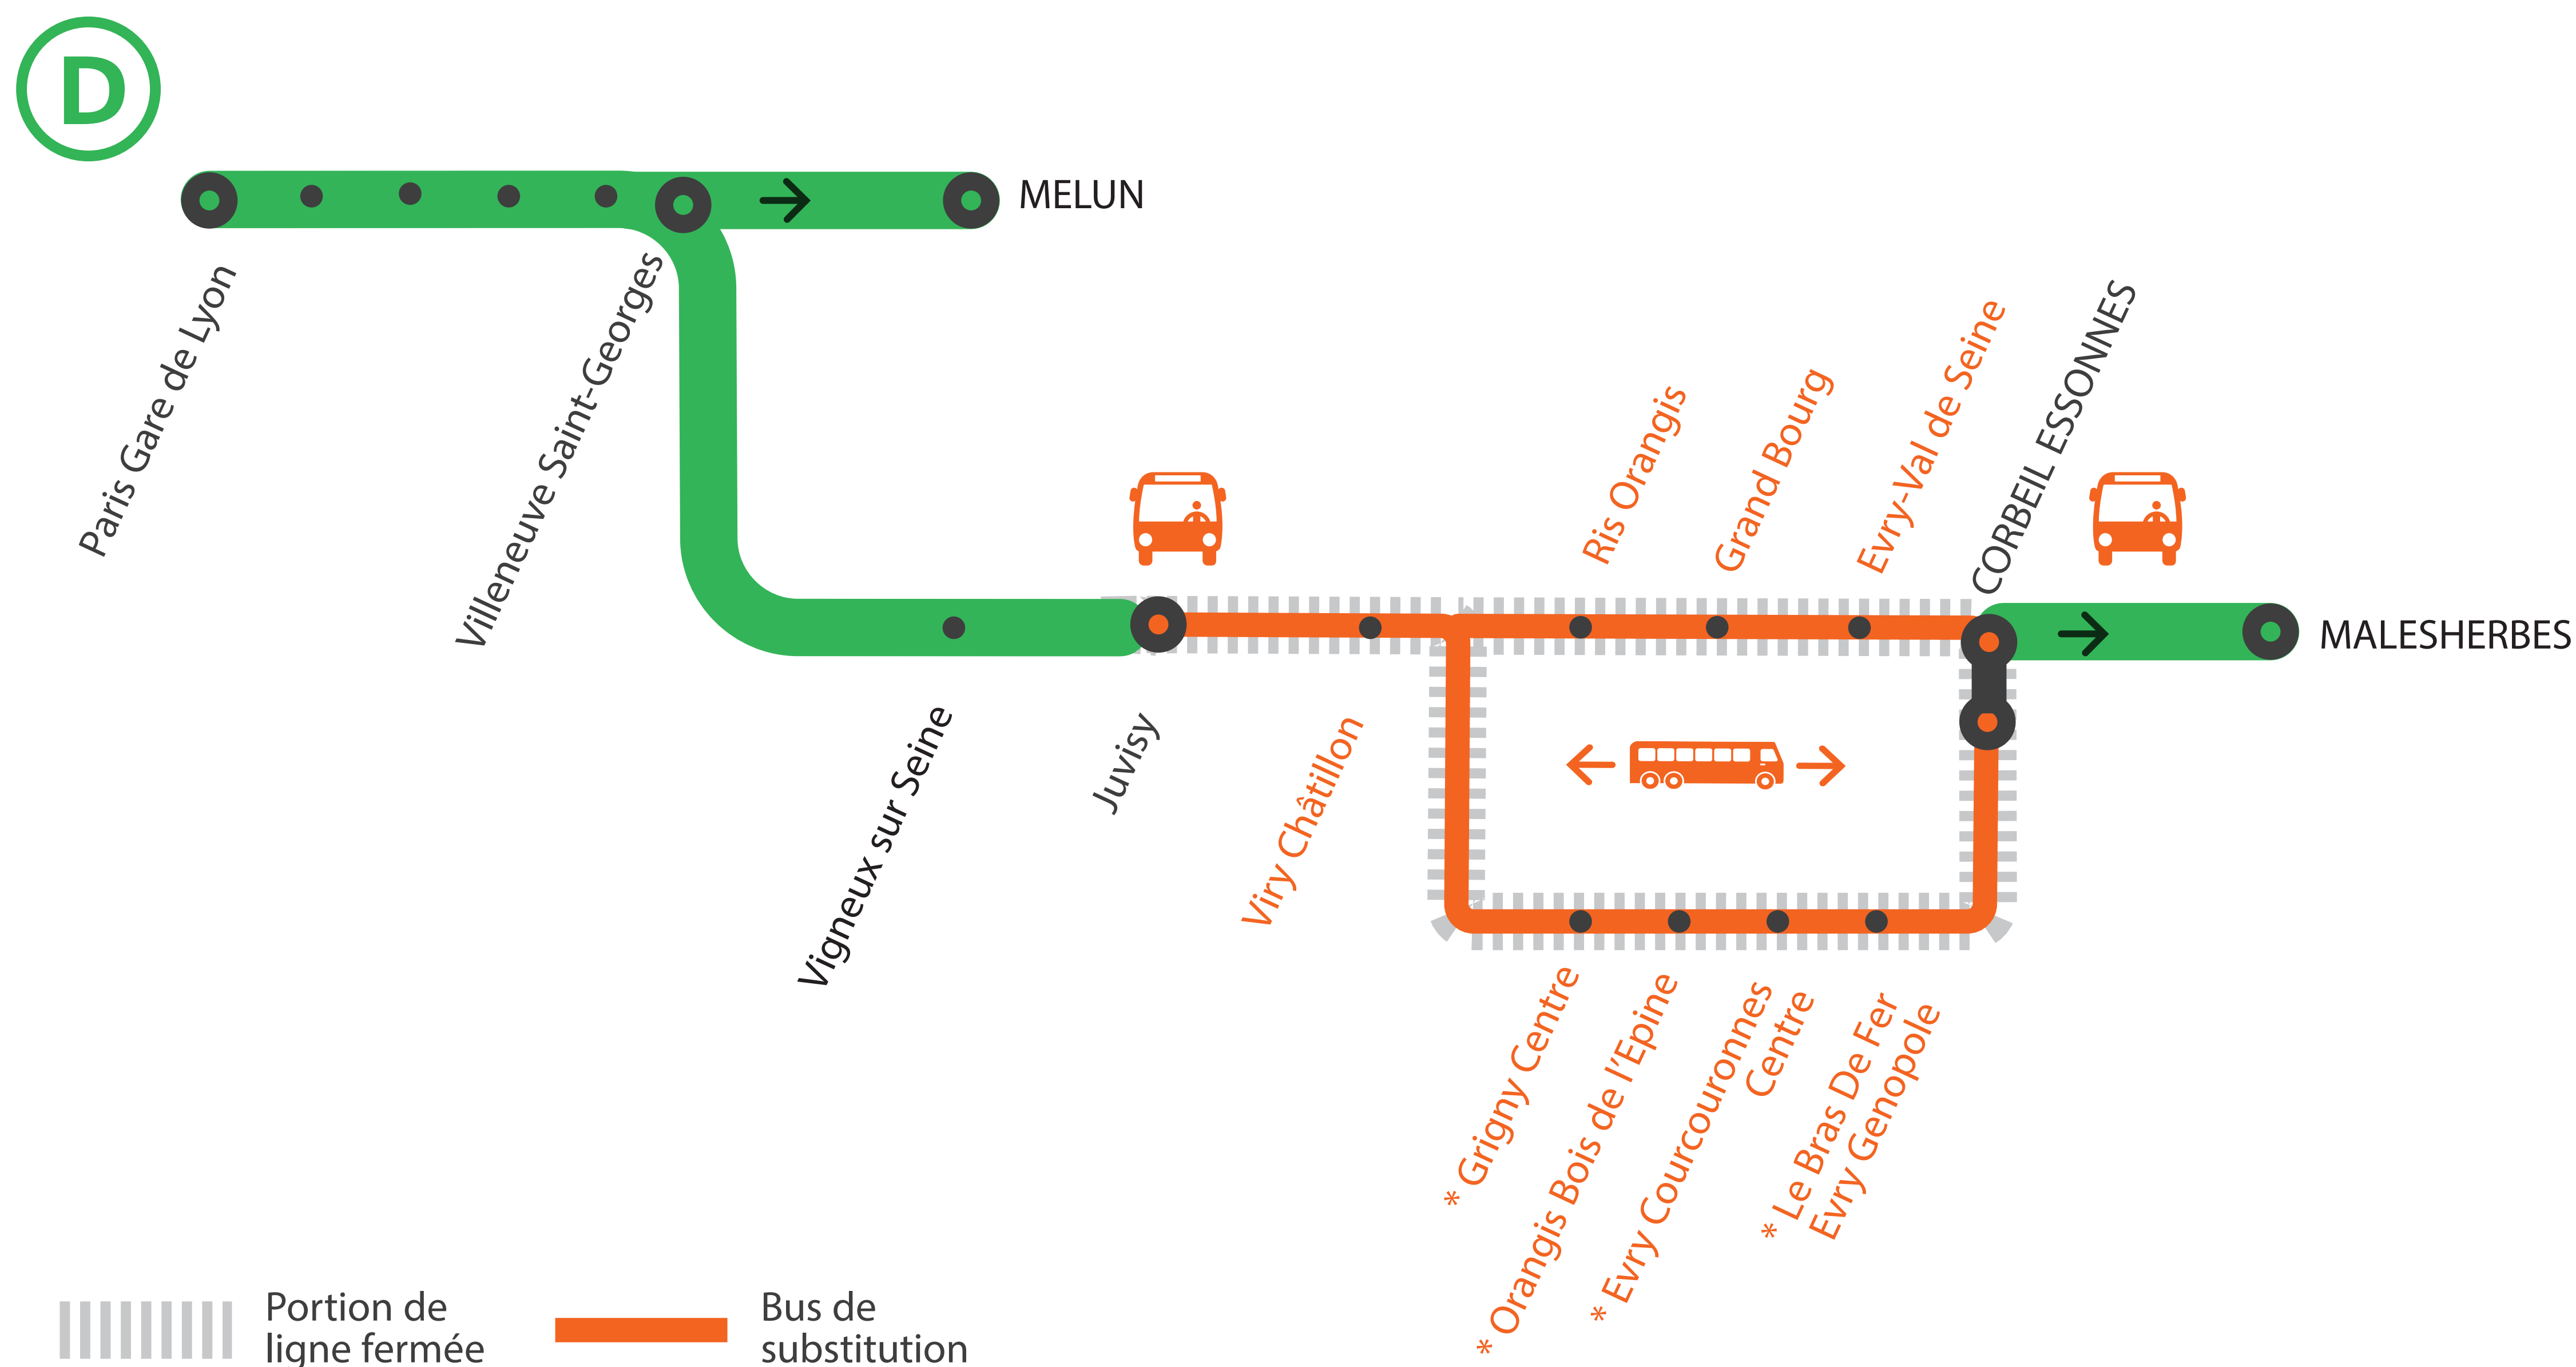 D
MELUN
Paris Gare de Lyon
Villeneuve Saint-Georges
Vigneux sur Seine
Juvisy
Viry Châtillon
Ris Orangis
Grand Bourg
Evry-Val de Seine
CORBEIL ESSONNES
MALESHERBES
* Grigny Centre
* Orangis Bois de l'Epine
* Evry Courcouronnes
Centre
* Le Bras De Fer
Evry Genopole
Portion de
ligne fermée
Bus de
substitution